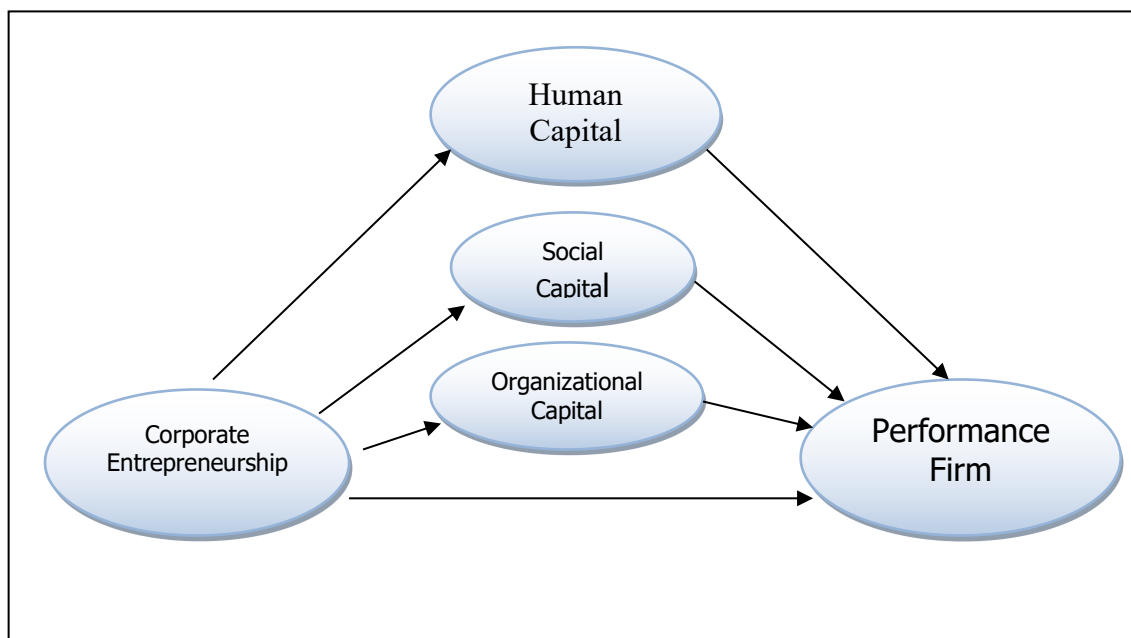 Human
Capital
Social
Capital
Organizational
Capital
Corporate
Entrepreneurship
Performance
Firm